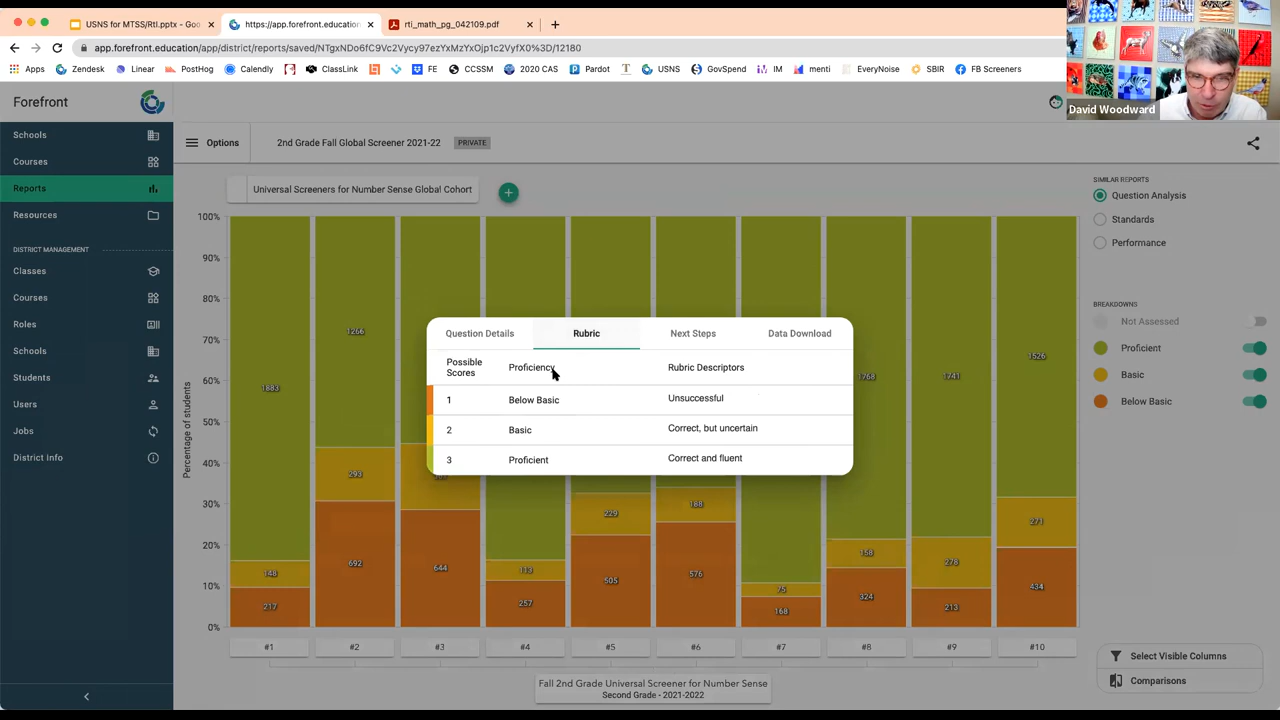 USNS for MTSS/RtI.pptx - Goo
https://app.forefront.education
rti_math_pg_042109.pdf
app.forefront.education/app/district/reports/saved/NTgxNDo6fC9Vc2Vycy97ezYxMzYxOjp1c2VyfX0%3D/12180
Apps Zendesk Linear PostHog Calendly ClassLink FE CCSSM 2020 CAS Pardot USNS GovSpend IM menti EveryNoise SBIR FB Screeners
David Woodward
Forefront
Options
2nd Grade Fall Global Screener 2021-22
PRIVATE
Schools
Courses
Reports
Resources
DISTRICT MANAGEMENT
Classes
Courses
Roles
Schools
Students
Users
Jobs
District Info
Universal Screeners for Number Sense Global Cohort
+
Percentage of students
100%
90%
80%
70%
60%
50%
40%
30%
20%
10%
0%
1883 1266 1768 1741 1526
148 293 113 229 188 75 158 278 271
217 692 644 257 505 576 168 324 213 434
#1 #2 #3 #4 #5 #6 #7 #8 #9 #10
Fall 2nd Grade Universal Screener for Number Sense
Second Grade - 2021-2022
Question Details Rubric Next Steps Data Download
Possible Scores Proficiency Rubric Descriptors
1 Below Basic Unsuccessful
2 Basic Correct, but uncertain
3 Proficient Correct and fluent
SIMILAR REPORTS
Question Analysis
Standards
Performance
BREAKDOWNS
Not Assessed
Proficient
Basic
Below Basic
Select Visible Columns
Comparisons